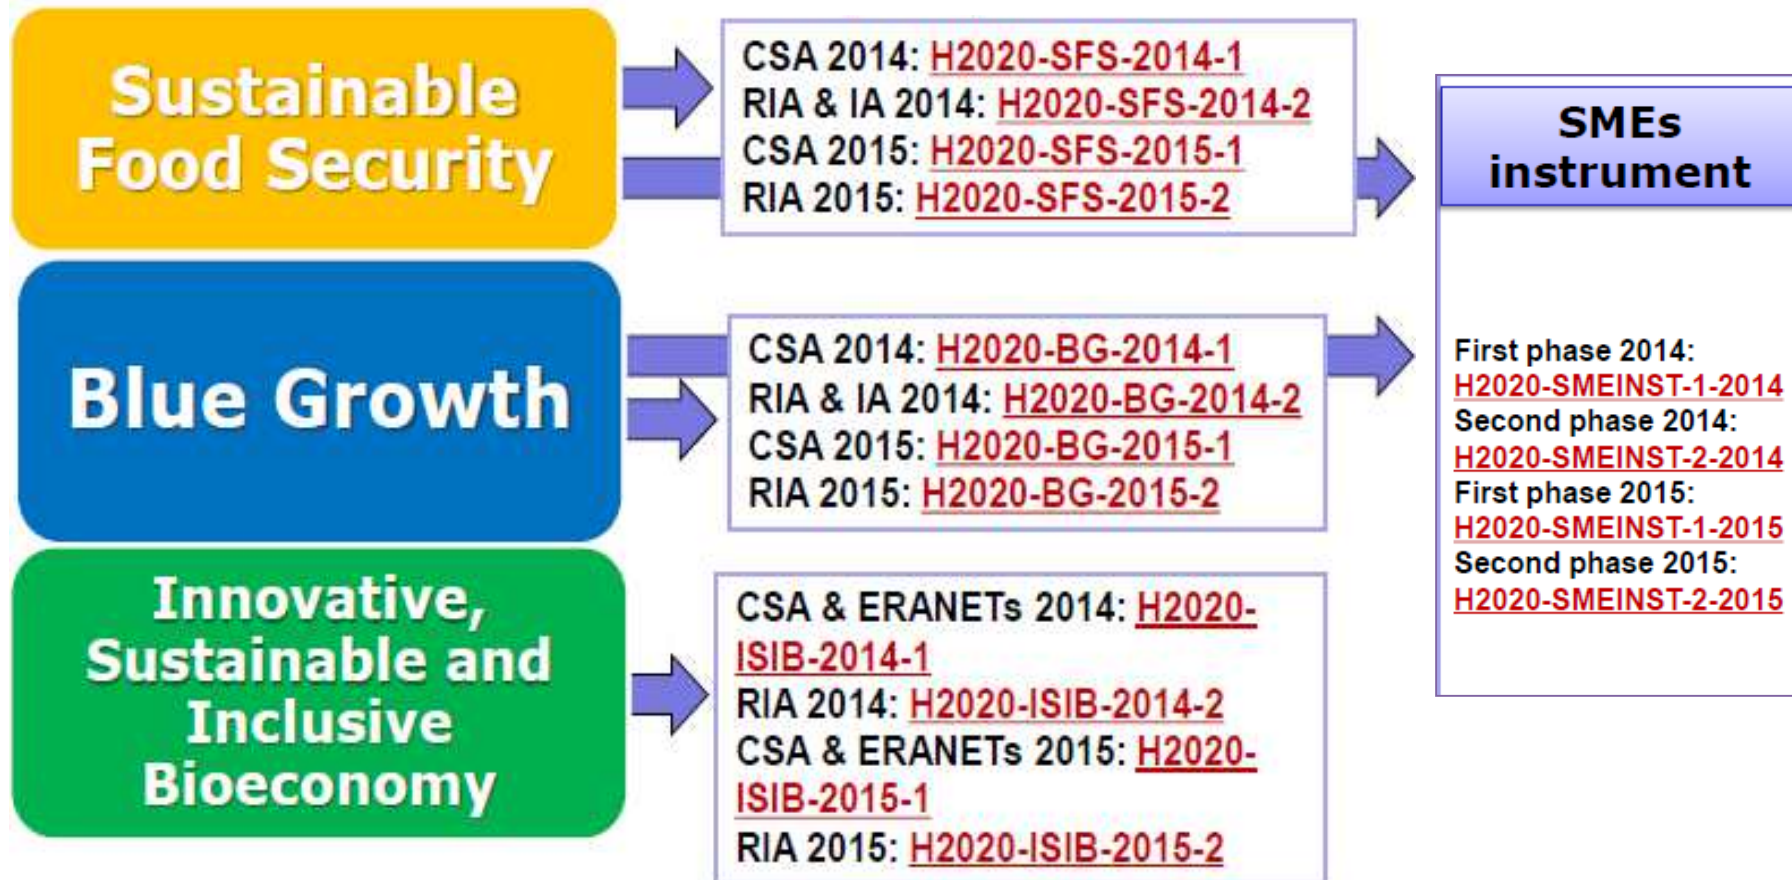 Sustainable
Food Security
CSA 2014: H2020-SFS-2014-1
RIA & IA 2014: H2020-SFS-2014-2
CSA 2015: H2020-SFS-2015-1
RIA 2015: H2020-SFS-2015-2
Blue Growth
CSA 2014: H2020-BG-2014-1
RIA & IA 2014: H2020-BG-2014-2
CSA 2015: H2020-BG-2015-1
RIA 2015: H2020-BG-2015-2
Innovative,
Sustainable and
Inclusive
Bioeconomy
CSA & ERANETs 2014: H2020-
ISIB-2014-1
RIA 2014: H2020-ISIB-2014-2
CSA & ERANETs 2015: H2020-
ISIB-2015-1
RIA 2015: H2020-ISIB-2015-2
SMEs
instrument
First phase 2014:
H2020-SMEINST-1-2014
Second phase 2014:
H2020-SMEINST-2-2014
First phase 2015:
H2020-SMEINST-1-2015
Second phase 2015:
H2020-SMEINST-2-2015